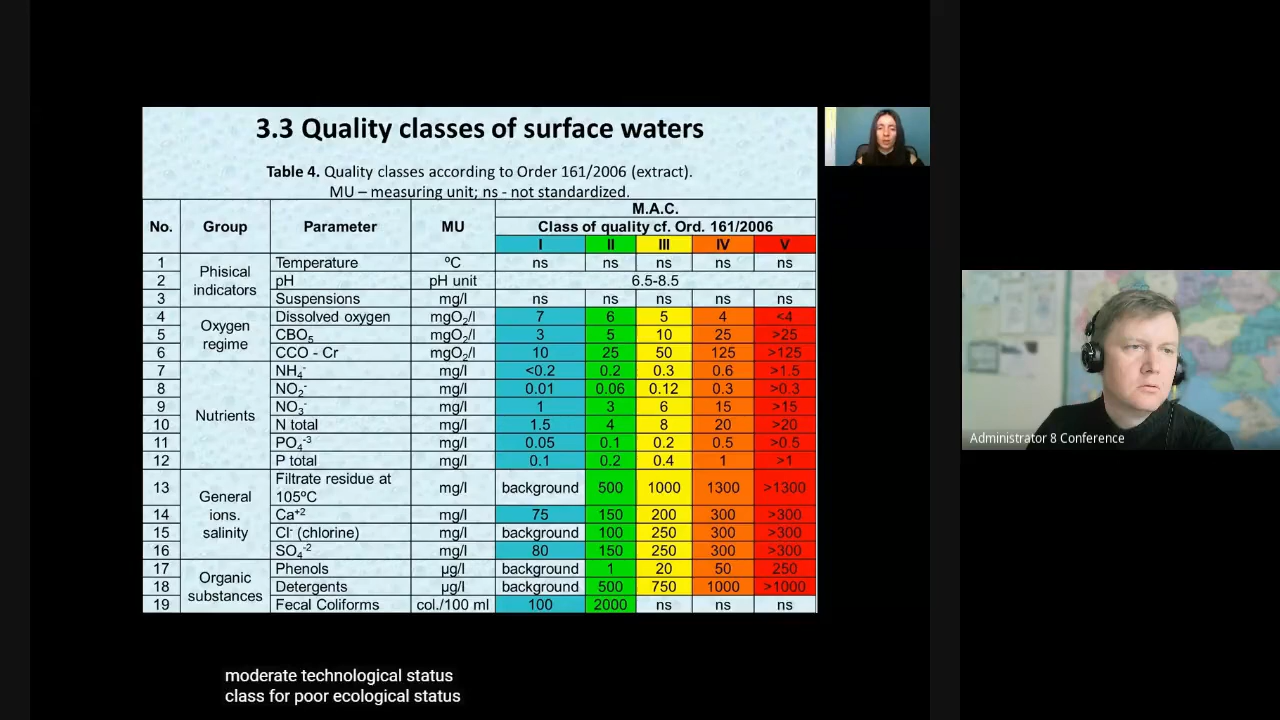 3.3 Quality classes of surface waters
Table 4. Quality classes according to Order 161/2006 (extract).
MU – measuring unit; ns - not standardized.
No. Group Parameter MU M.A.C.
Class of quality cf. Ord. 161/2006
I II III IV V
1 Phisical indicators Temperature ºC ns ns ns ns ns
2 pH pH unit 6.5-8.5
3 Suspensions mg/l ns ns ns ns ns
4 Oxygen regime Dissolved oxygen mgO2/l 7 6 5 4 <4
5 CBO5 mgO2/l 3 5 10 25 >25
6 CCO - Cr mgO2/l 10 25 50 125 >125
7 Nutrients NH4- mg/l <0.2 0.2 0.3 0.6 >1.5
8 NO2- mg/l 0.01 0.06 0.12 0.3 >0.3
9 NO3- mg/l 1 3 6 15 >15
10 N total mg/l 1.5 4 8 20 >20
11 PO4-3 mg/l 0.05 0.1 0.2 0.5 >0.5
12 P total mg/l 0.1 0.2 0.4 1 >1
13 General ions. salinity Filtrate residue at 105ºC mg/l background 500 1000 1300 >1300
14 Ca+2 mg/l 75 150 200 300 >300
15 Cl- (chlorine) mg/l background 100 250 300 >300
16 SO4-2 mg/l 80 150 250 300 >300
17 Organic substances Phenols µg/l background 1 20 50 250
18 Detergents µg/l background 500 750 1000 >1000
19 Fecal Coliforms col./100 ml 100 2000 ns ns ns
Administrator 8 Conference
moderate technological status
class for poor ecological status